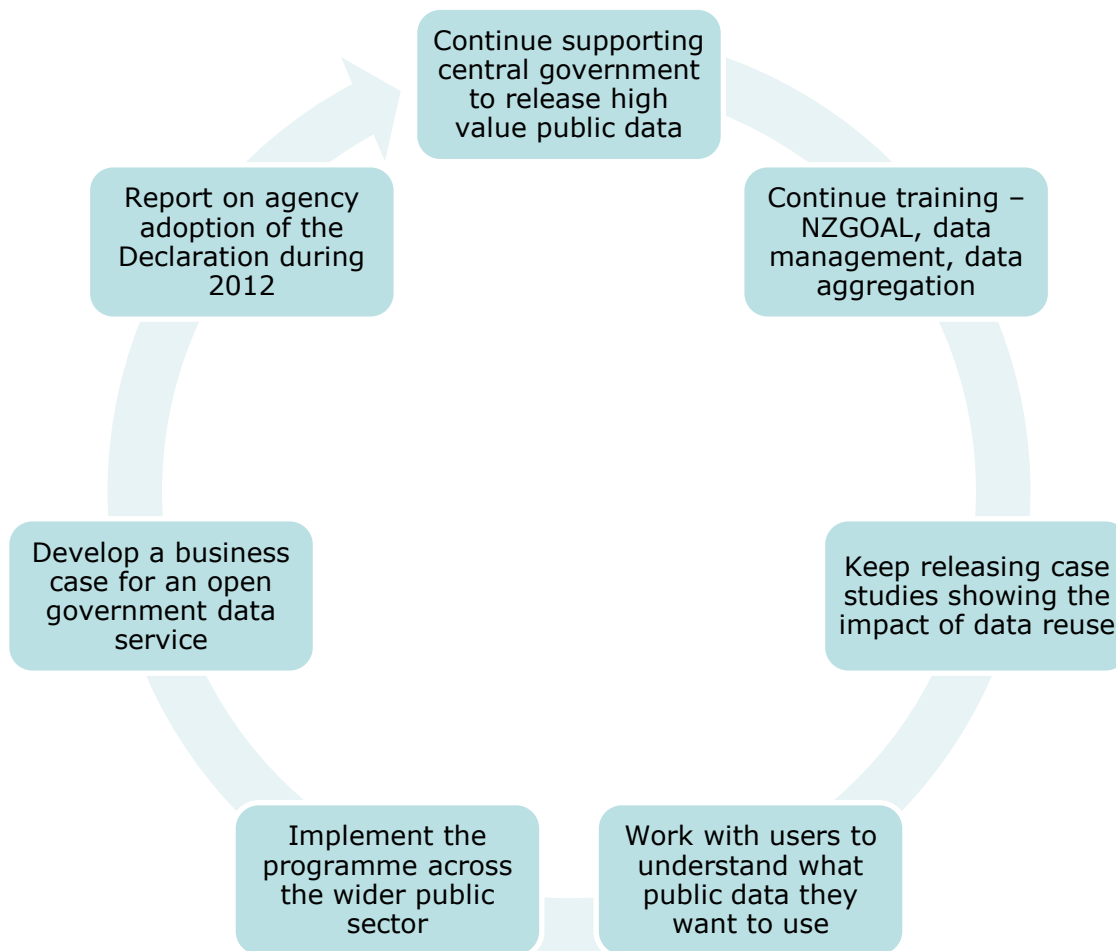 Continue supporting
central government
to release high
value public data
Continue training –
NZGOAL, data
management, data
aggregation
Keep releasing case
studies showing the
impact of data reuse
Work with users to
understand what
public data they
want to use
Implement the
programme across
the wider public
sector
Develop a business
case for an open
government data
service
Report on agency
adoption of the
Declaration during
2012